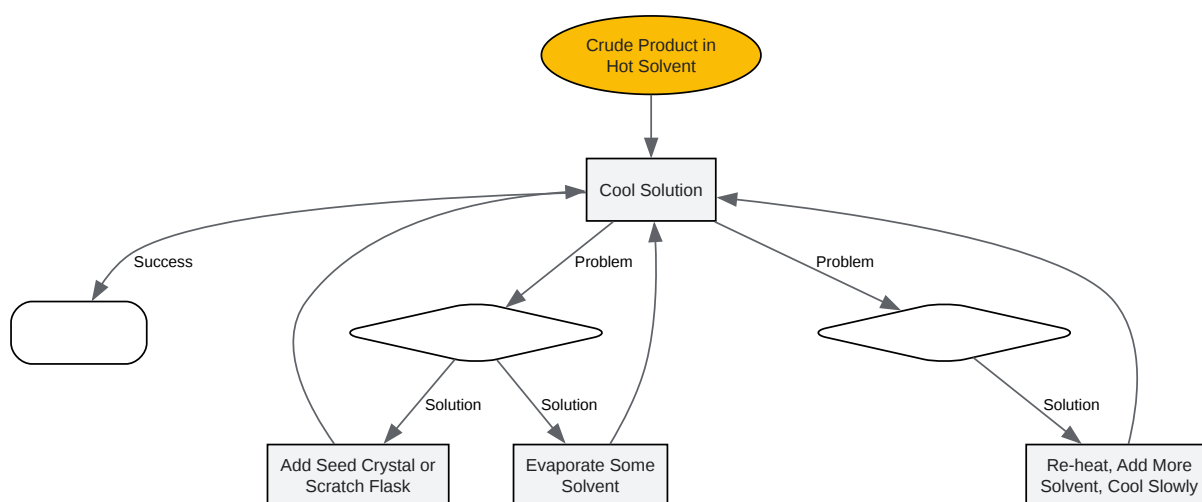 Crude Product in
Hot Solvent
Cool Solution
Success
Problem
Problem
Solution
Solution
Solution
Add Seed Crystal or
Scratch Flask
Evaporate Some
Solvent
Re-heat, Add More
Solvent, Cool Slowly